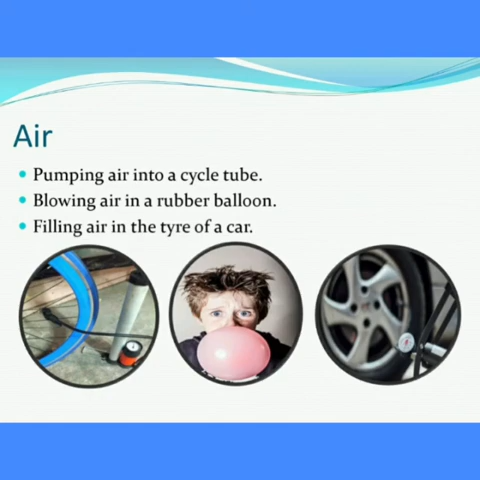 Air
Pumping air into a cycle tube.
Blowing air in a rubber balloon.
Filling air in the tyre of a car.